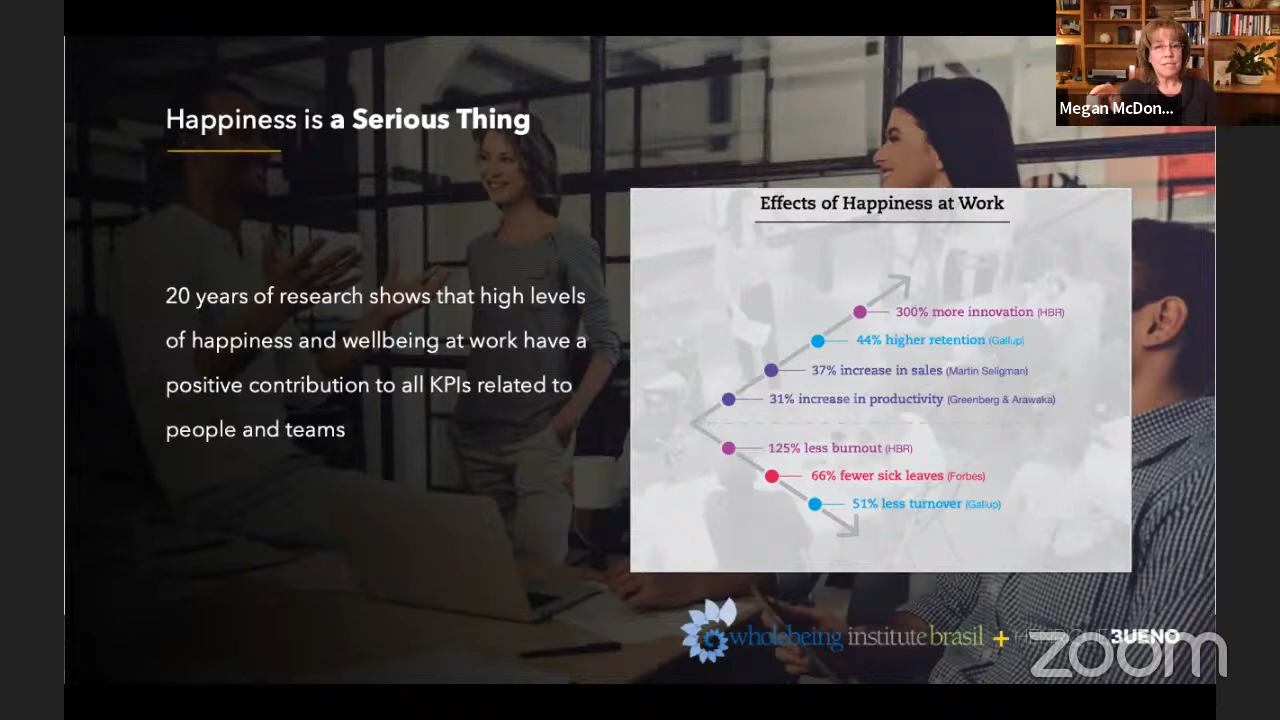 Megan McDon...
Happiness is a Serious Thing
20 years of research shows that high levels
of happiness and wellbeing at work have a
positive contribution to all KPIs related to
people and teams
Effects of Happiness at Work
300% more innovation (HBR)
44% higher retention (Gallup)
37% increase in sales (Martin Seligman)
31% increase in productivity (Greenberg & Arawaka)
125% less burnout (HBR)
66% fewer sick leaves (Forbes)
51% less turnover (Gallup)
wholebeing institute brasil + 3UENO
zoom